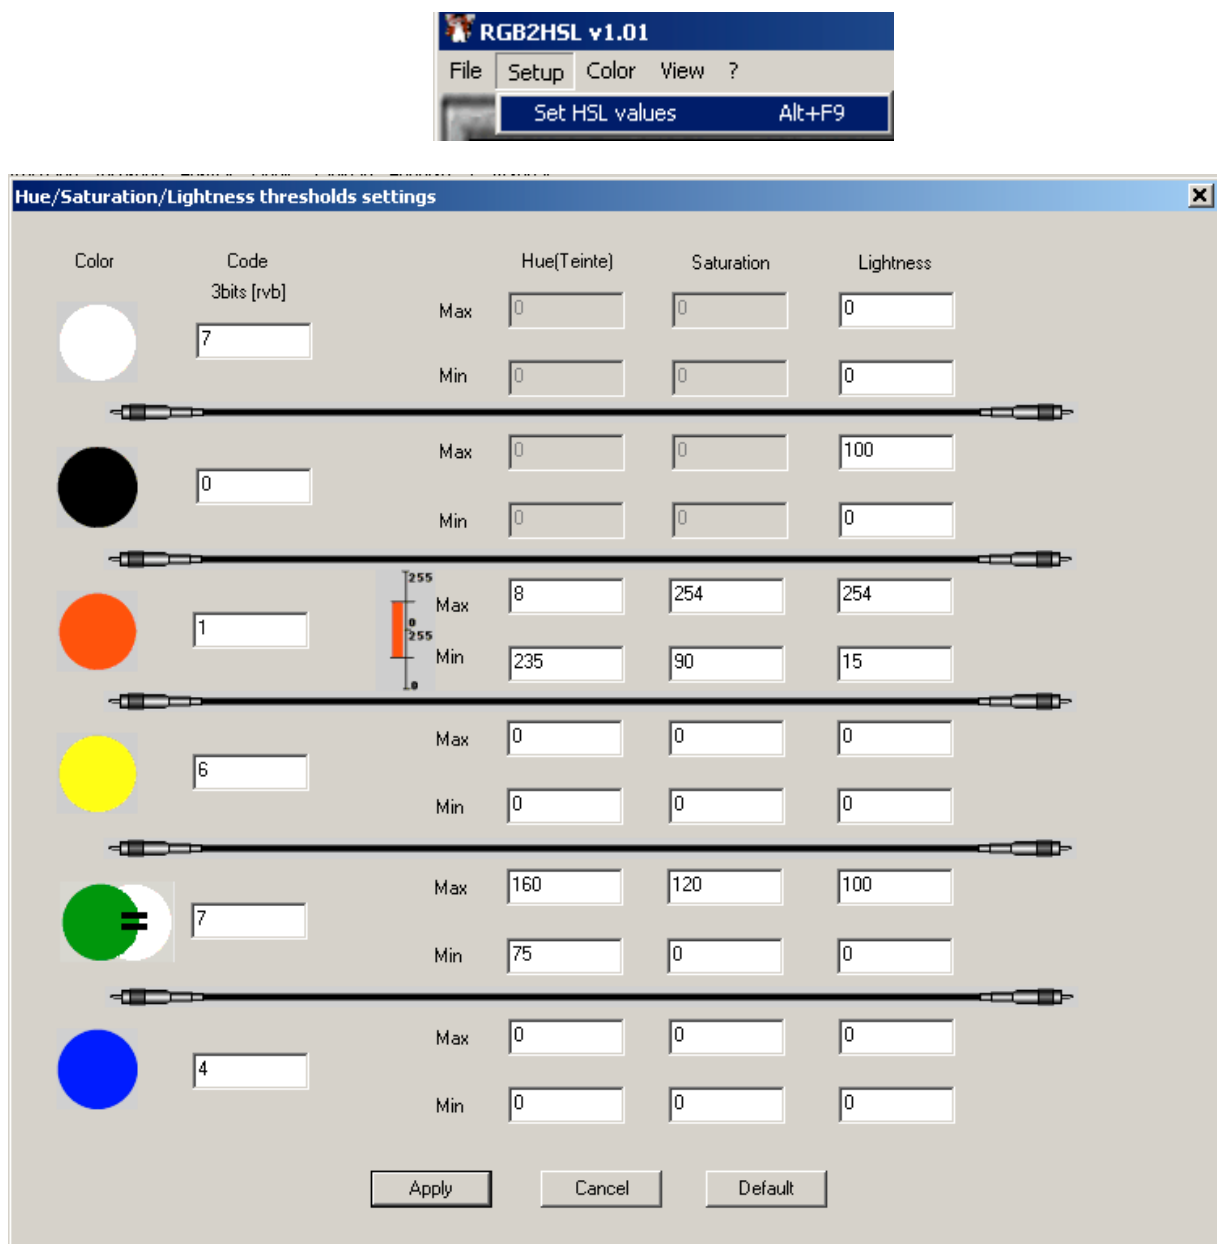 RGB2HSL v1.01
File Setup Color View ?
Set HSL values Alt+F9
Hue/Saturation/Lightness thresholds settings
Color Code Hue(Teinte) Saturation Lightness
3bits [rvb]
Max 0 0 0
7
Min 0 0 0
Max 0 0 100
0
Min 0 0 0
255
Max 8 254 254
1
0
255
Min 235 90 15
0
Max 0 0 0
6
Min 0 0 0
Max 160 120 100
7
=
Min 75 0 0
Max 0 0 0
4
Min 0 0 0
Apply Cancel Default